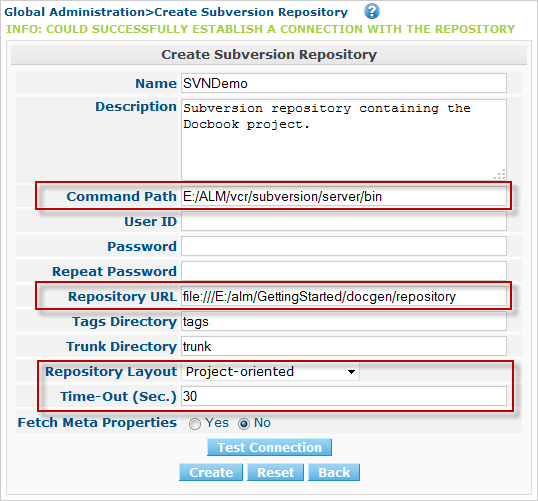 Global Administration>Create Subversion Repository ?
INFO: COULD SUCCESSFULLY ESTABLISH A CONNECTION WITH THE REPOSITORY
Create Subversion Repository
Name SVNDemo
Description Subversion repository containing the
Docbook project.
Command Path E:/ALM/vcr/subversion/server/bin
User ID
Password
Repeat Password
Repository URL file:///E:/alm/GettingStarted/docgen/repository
Tags Directory tags
Trunk Directory trunk
Repository Layout Project-oriented
Time-Out (Sec.) 30
Fetch Meta Properties Yes No
Test Connection
Create Reset Back